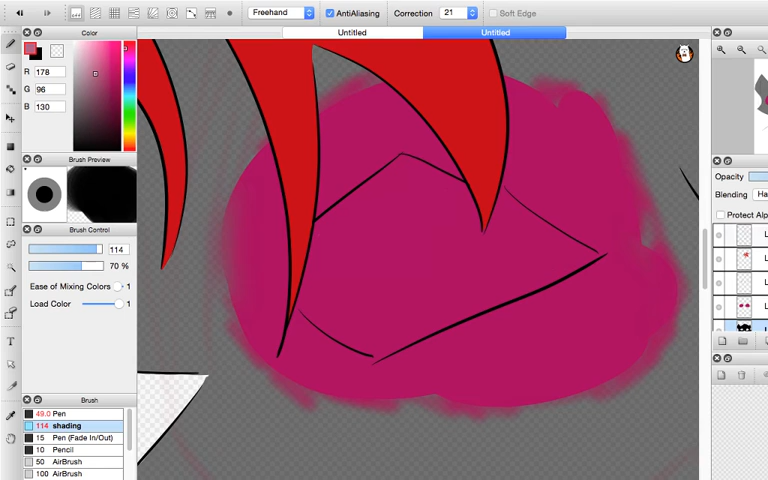 Freehand AntiAliasing Correction 21 Soft Edge
Color
Untitled
Untitled
R 178
G 96
B 130
Brush Preview
Opacity
Blending Ha
Protect Alp
Brush Control
114
70 %
Ease of Mixing Colors 1
Load Color 1
L
L
L
L
L
T
Brush
49.0 Pen
114 shading
15 Pen (Fade In/Out)
10 Pencil
50 AirBrush
100 AirBrush